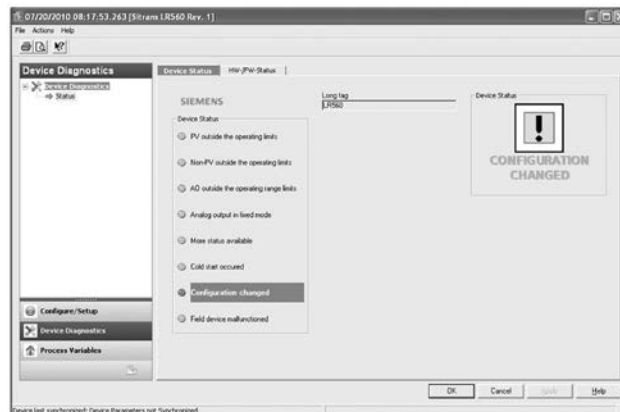 07/20/2010 08:17:53.263 [Sitrans LR560 Rev. 1]
File Actions Help
Device Diagnostics
Device Diagnostics
Status
Configure/Setup
Device Diagnostics
Process Variables
Device Status
HW-/FW-Status
SIEMENS
Long tag
LR560
Device Status
PV outside the operating limits
Non-PV outside the operating limits
AO outside the operating range limits
Analog output in fixed mode
More status available
Cold start occured
Configuration changed
Field device malfunctioned
Device Status
CONFIGURATION
CHANGED
OK Cancel Apply Help
Device last synchronized: Device Parameters not Synchronized